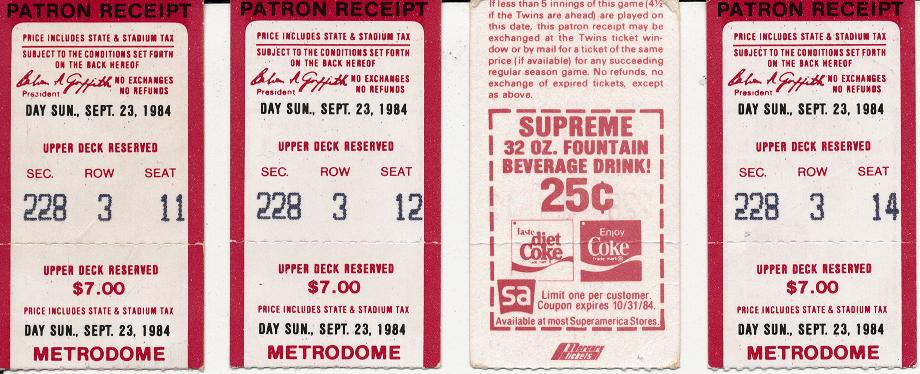 PATRON RECEIPT
PRICE INCLUDES STATE & STADIUM TAX
SUBJECT TO THE CONDITIONS SET FORTH
ON THE BACK HEREOF
Calvin R Griffith NO EXCHANGES
President NO REFUNDS
DAY SUN., SEPT. 23, 1984
UPPER DECK RESERVED
SEC. ROW SEAT
228 3 11
UPPER DECK RESERVED
$7.00
PRICE INCLUDES STATE & STADIUM TAX
DAY SUN., SEPT. 23, 1984
METRODOME
PATRON RECEIPT
PRICE INCLUDES STATE & STADIUM TAX
SUBJECT TO THE CONDITIONS SET FORTH
ON THE BACK HEREOF
Calvin R Griffith NO EXCHANGES
President NO REFUNDS
DAY SUN., SEPT. 23, 1984
UPPER DECK RESERVED
SEC. ROW SEAT
228 3 12
UPPER DECK RESERVED
$7.00
PRICE INCLUDES STATE & STADIUM TAX
DAY SUN., SEPT. 23, 1984
METRODOME
If less than 5 innings of this game (4½
if the Twins are ahead) are played on
this date, this patron receipt may be
exchanged at the Twins ticket win-
dow or by mail for a ticket of the same
price (if available) for any succeeding
regular season game. No refunds, no
exchange of expired tickets, except
as above.
SUPREME
32 OZ. FOUNTAIN
BEVERAGE DRINK!
25¢
Taste diet Coke
Enjoy Coke
Trade mark ®
sa
Limit one per customer.
Coupon expires 10/31/84.
Available at most Superamerica Stores.
Mercury tickets
PATRON RECEIPT
PRICE INCLUDES STATE & STADIUM TAX
SUBJECT TO THE CONDITIONS SET FORTH
ON THE BACK HEREOF
Calvin R Griffith NO EXCHANGES
President NO REFUNDS
DAY SUN., SEPT. 23, 1984
UPPER DECK RESERVED
SEC. ROW SEAT
228 3 14
UPPER DECK RESERVED
$7.00
PRICE INCLUDES STATE & STADIUM TAX
DAY SUN., SEPT. 23, 1984
METRODOME